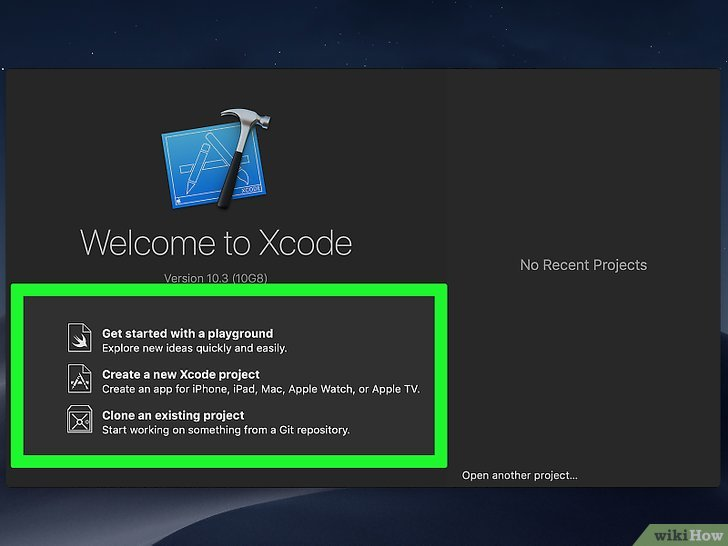 XCODE
Welcome to Xcode
Version 10.3 (10G8)
Get started with a playground
Explore new ideas quickly and easily.
Create a new Xcode project
Create an app for iPhone, iPad, Mac, Apple Watch, or Apple TV.
Clone an existing project
Start working on something from a Git repository.
No Recent Projects
Open another project...
wikiHow